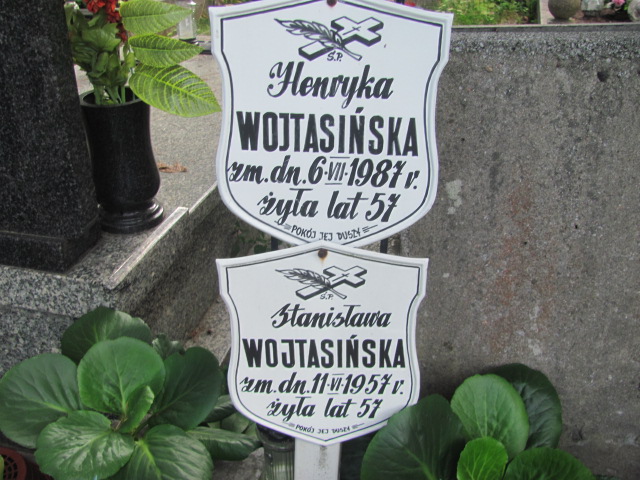 Ś.P.
Henryka
WOJTASIŃSKA
zm. dn. 6·VII·1987 r.
żyła lat 57
POKÓJ JEJ DUSZY
Ś.P.
Stanisława
WOJTASIŃSKA
zm. dn. 11·VI·1957 r.
żyła lat 57
POKÓJ JEJ DUSZY